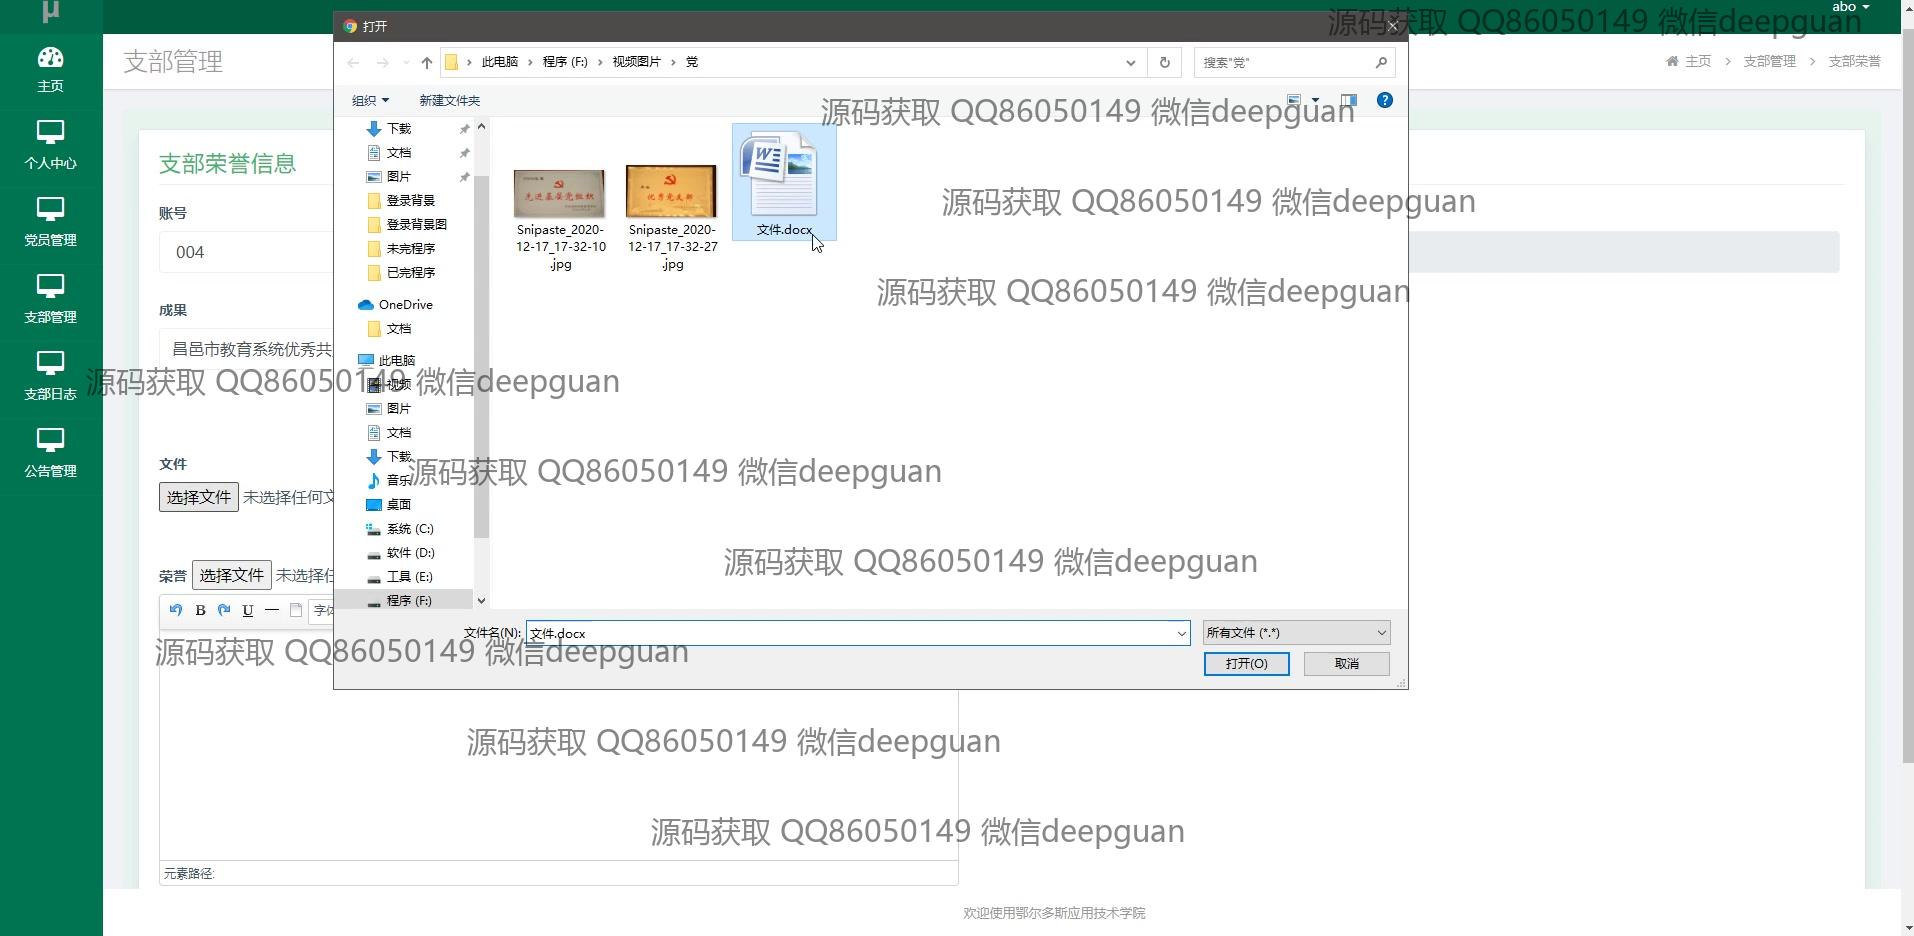 μ
abo
源码获取 QQ86050149 微信deepguan
打开
主页
个人中心
党员管理
支部管理
支部日志
公告管理
支部管理
主页 > 支部管理 > 支部荣誉
此电脑 > 程序 (F:) > 视频图片 > 党
搜索"党"
组织
新建文件夹
源码获取 QQ86050149 微信deepguan
下载
文档
图片
登录背景
登录背景图
未完程序
已完程序
OneDrive
文档
此电脑
视频
图片
文档
下载
音乐
桌面
系统 (C:)
软件 (D:)
工具 (E:)
程序 (F:)
先进基层党组织
优秀党支部
Snipaste_2020-
12-17_17-32-10
.jpg
Snipaste_2020-
12-17_17-32-27
.jpg
文件.docx
源码获取 QQ86050149 微信deepguan
源码获取 QQ86050149 微信deepguan
支部荣誉信息
账号
004
成果
昌邑市教育系统优秀共
源码获取 QQ86050149 微信deepguan
文件
选择文件 未选择任何文
源码获取 QQ86050149 微信deepguan
源码获取 QQ86050149 微信deepguan
荣誉 选择文件 未选择任
B U 字体
文件名(N): 文件.docx
所有文件 (*.*)
打开(O)
取消
源码获取 QQ86050149 微信deepguan
源码获取 QQ86050149 微信deepguan
源码获取 QQ86050149 微信deepguan
元素路径:
欢迎使用鄂尔多斯应用技术学院